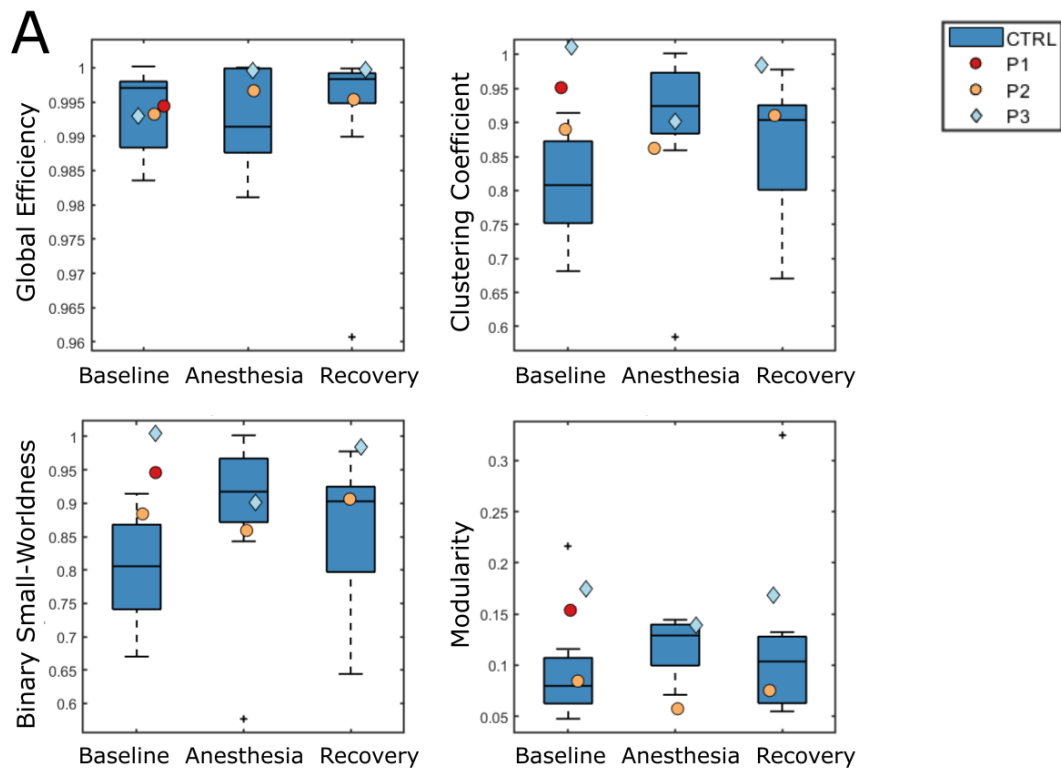 A
CTRL
P1
P2
P3
Global Efficiency
1
0.995
0.99
0.985
0.98
0.975
0.97
0.965
0.96
Baseline Anesthesia Recovery
Clustering Coefficient
1
0.95
0.9
0.85
0.8
0.75
0.7
0.65
0.6
Baseline Anesthesia Recovery
Binary Small-Worldness
1
0.95
0.9
0.85
0.8
0.75
0.7
0.65
0.6
Baseline Anesthesia Recovery
Modularity
0.3
0.25
0.2
0.15
0.1
0.05
Baseline Anesthesia Recovery